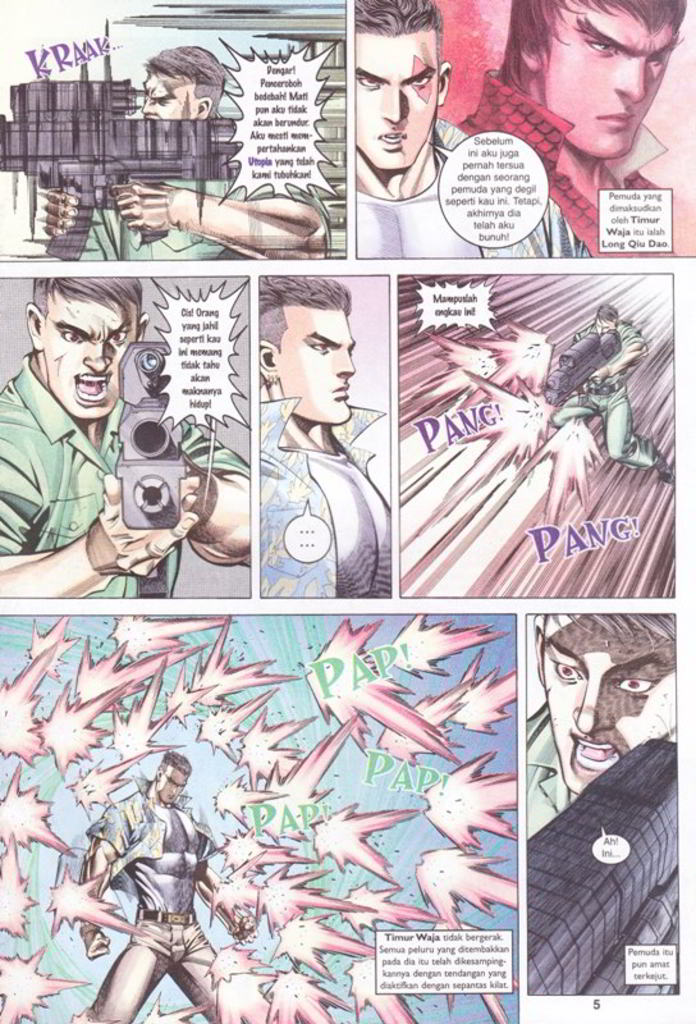 KRAAK...
Dengar!
Penceroboh
bedebah! Mati
pun aku tidak
akan berundur.
Aku mesti mem-
pertahankan
Utopia yang telah
kami tubuhkan!
Sebelum
ini aku juga
pernah tersua
dengan seorang
pemuda yang degil
seperti kau ini.
Tetapi,
akhirnya dia
telah aku
bunuh!
Pemuda yang
dimaksudkan
oleh Timur
Waja itu ialah
Long Qiu Dao.
Cis! Orang
yang jahil
seperti kau
ini memang
tidak tahu
akan
maknanya
hidup!
...
...
Mampuslah
engkau ini!
PANG!
PANG!
PAP!
PAP!
PAP!
Timur Waja tidak bergerak.
Semua peluru yang ditembakkan
pada dia itu telah dikesamping-
kannya dengan tendangan yang
diaktifkan dengan sepantas kilat.
Ah!
Ini...
Pemuda itu
pun amat
terkejut.
5